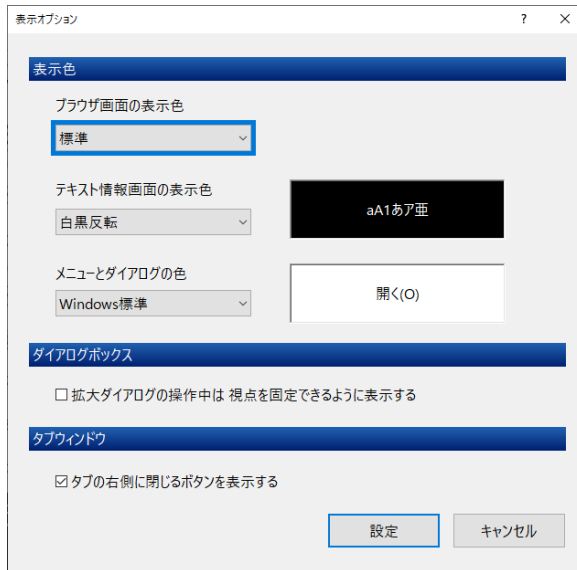 表示オプション
表示色
ブラウザ画面の表示色
標準
テキスト情報画面の表示色
白黒反転
aA1あア亜
メニューとダイアログの色
Windows標準
開く(O)
ダイアログボックス
拡大ダイアログの操作中は 視点を固定できるように表示する
タブウィンドウ
タブの右側に閉じるボタンを表示する
設定 キャンセル